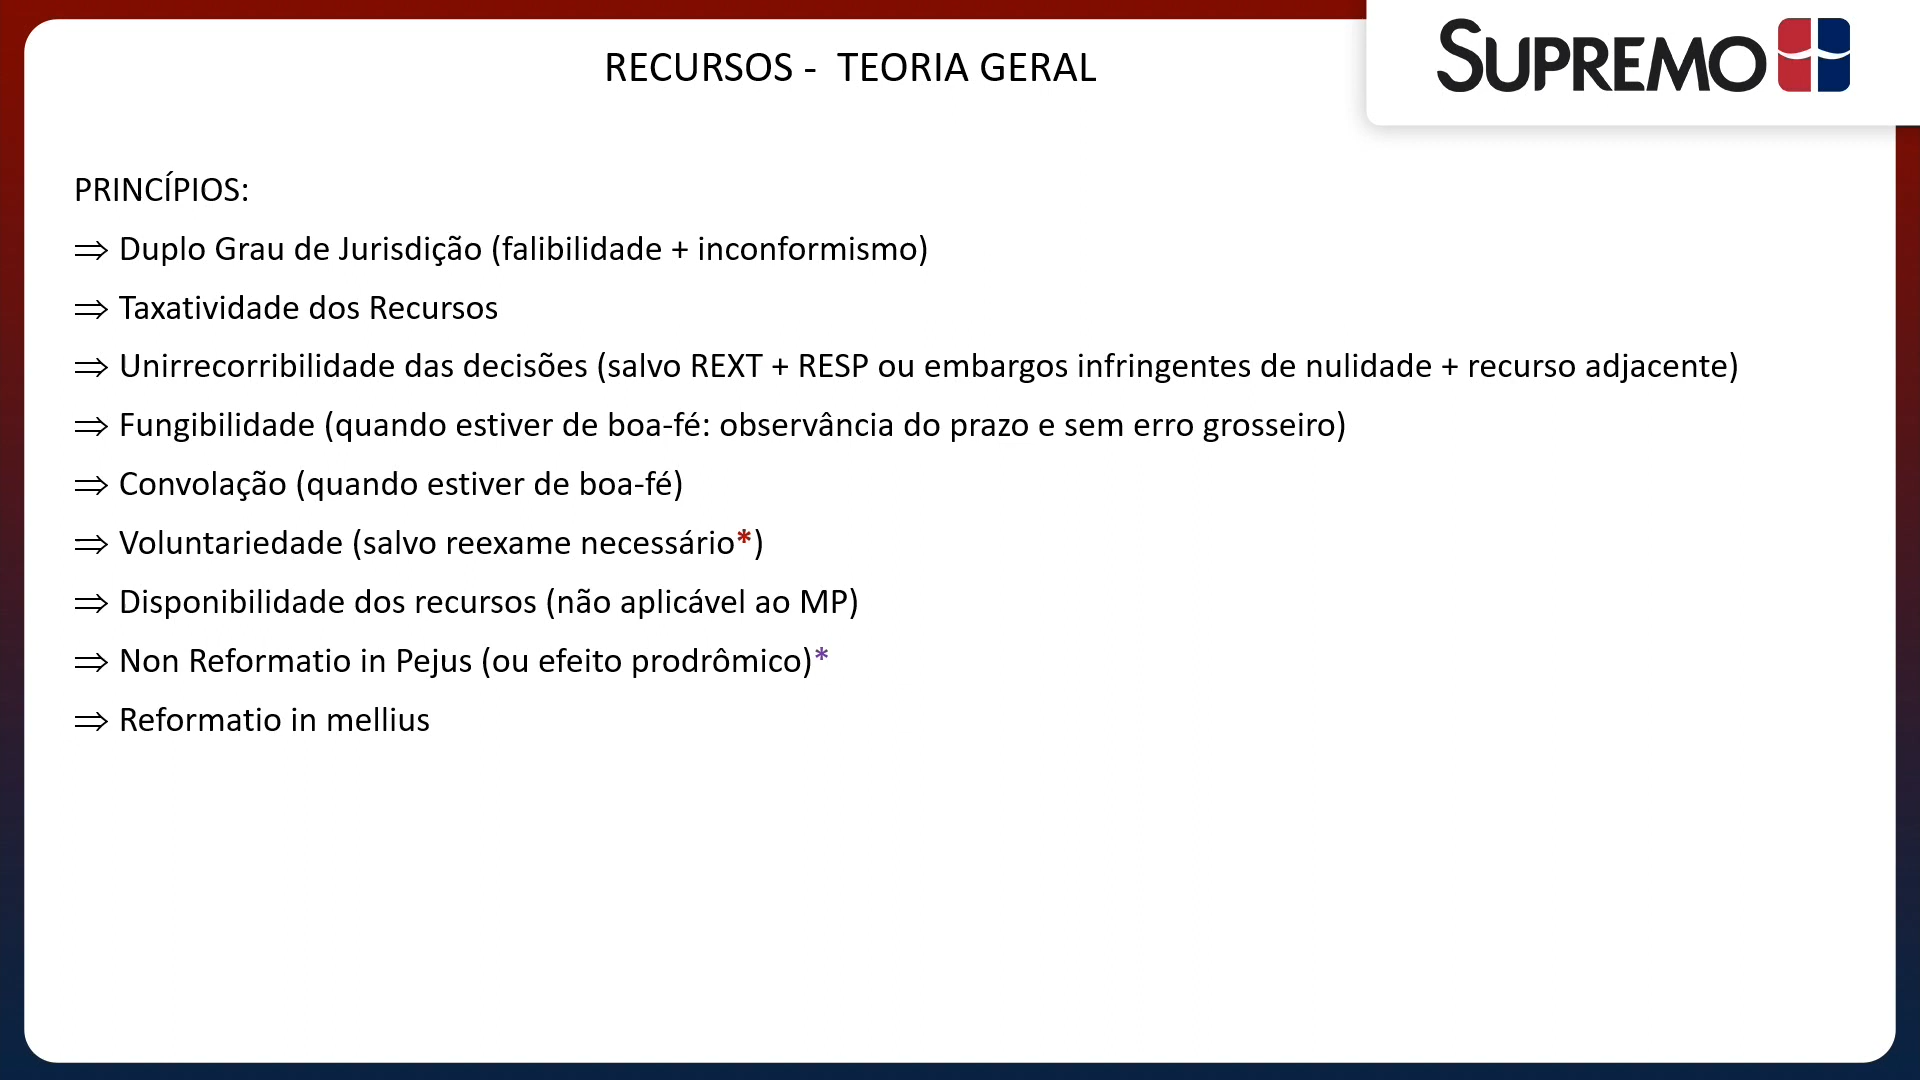 RECURSOS - TEORIA GERAL
SUPREMO
PRINCÍPIOS:
⇒ Duplo Grau de Jurisdição (falibilidade + inconformismo)
⇒ Taxatividade dos Recursos
⇒ Unirrecorribilidade das decisões (salvo REXT + RESP ou embargos infringentes de nulidade + recurso adjacente)
⇒ Fungibilidade (quando estiver de boa-fé: observância do prazo e sem erro grosseiro)
⇒ Convolação (quando estiver de boa-fé)
⇒ Voluntariedade (salvo reexame necessário*)
⇒ Disponibilidade dos recursos (não aplicável ao MP)
⇒ Non Reformatio in Pejus (ou efeito prodrômico)*
⇒ Reformatio in mellius